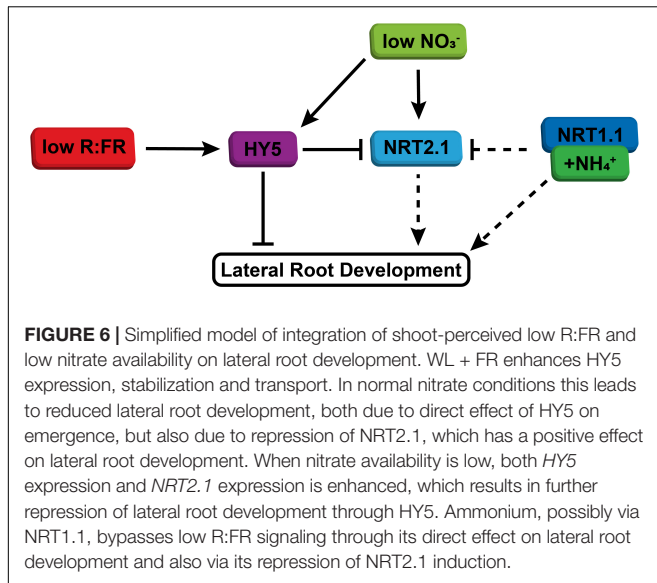 low NO₃⁻
low R:FR
HY5
NRT2.1
NRT1.1
+NH₄⁺
Lateral Root Development
FIGURE 6 | Simplified model of integration of shoot-perceived low R:FR and
low nitrate availability on lateral root development. WL + FR enhances HY5
expression, stabilization and transport. In normal nitrate conditions this leads
to reduced lateral root development, both due to direct effect of HY5 on
emergence, but also due to repression of NRT2.1, which has a positive effect
on lateral root development. When nitrate availability is low, both HY5
expression and NRT2.1 expression is enhanced, which results in further
repression of lateral root development through HY5. Ammonium, possibly via
NRT1.1, bypasses low R:FR signaling through its direct effect on lateral root
development and also via its repression of NRT2.1 induction.